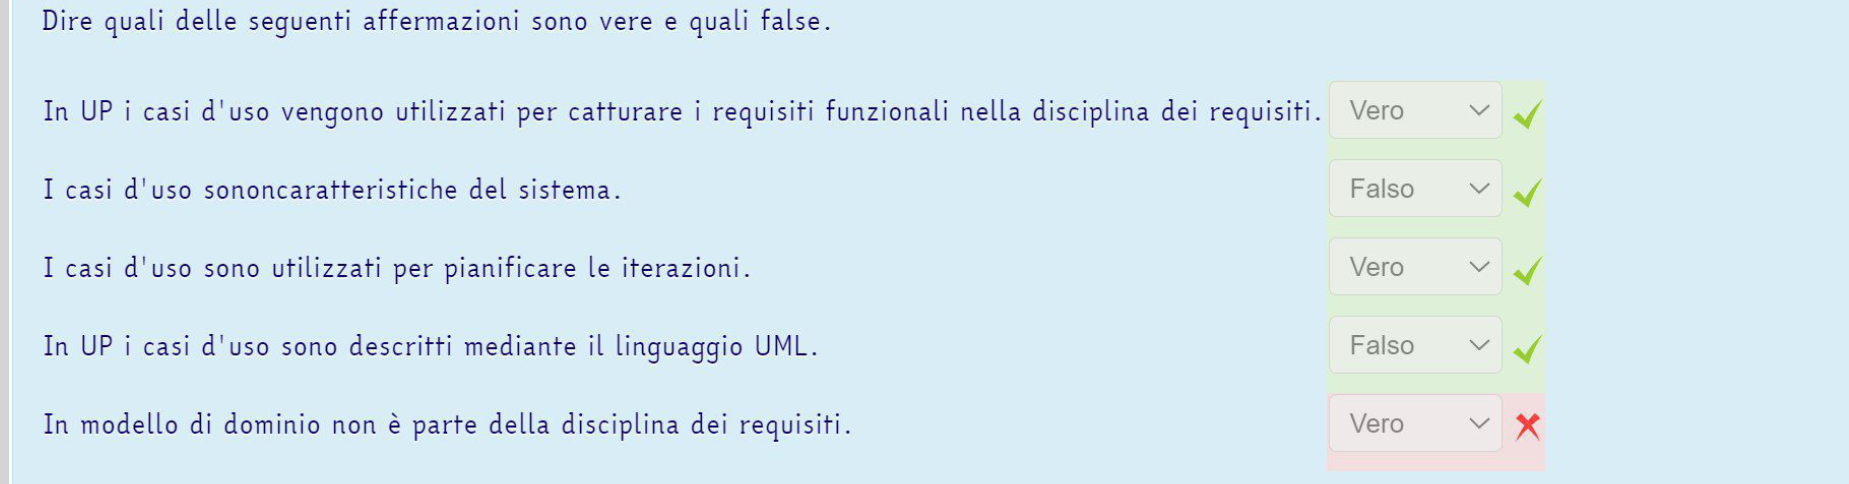 Dire quali delle seguenti affermazioni sono vere e quali false.
In UP i casi d'uso vengono utilizzati per catturare i requisiti funzionali nella disciplina dei requisiti. Vero
I casi d'uso sononcaratteristiche del sistema. Falso
I casi d'uso sono utilizzati per pianificare le iterazioni. Vero
In UP i casi d'uso sono descritti mediante il linguaggio UML. Falso
In modello di dominio non è parte della disciplina dei requisiti. Vero